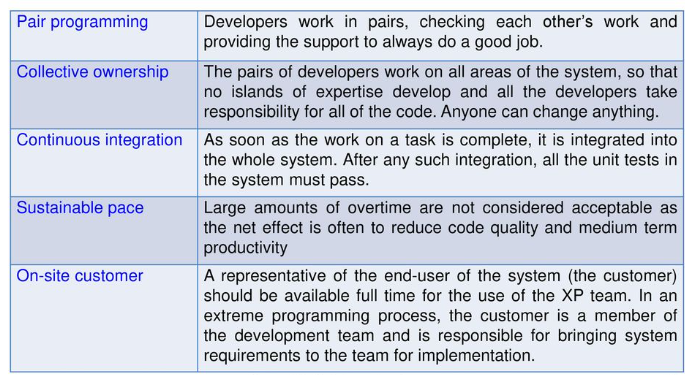 Pair programming
Developers work in pairs, checking each other's work and
providing the support to always do a good job.
Collective ownership
The pairs of developers work on all areas of the system, so that
no islands of expertise develop and all the developers take
responsibility for all of the code. Anyone can change anything.
Continuous integration
As soon as the work on a task is complete, it is integrated into
the whole system. After any such integration, all the unit tests in
the system must pass.
Sustainable pace
Large amounts of overtime are not considered acceptable as
the net effect is often to reduce code quality and medium term
productivity
On-site customer
A representative of the end-user of the system (the customer)
should be available full time for the use of the XP team. In an
extreme programming process, the customer is a member of
the development team and is responsible for bringing system
requirements to the team for implementation.